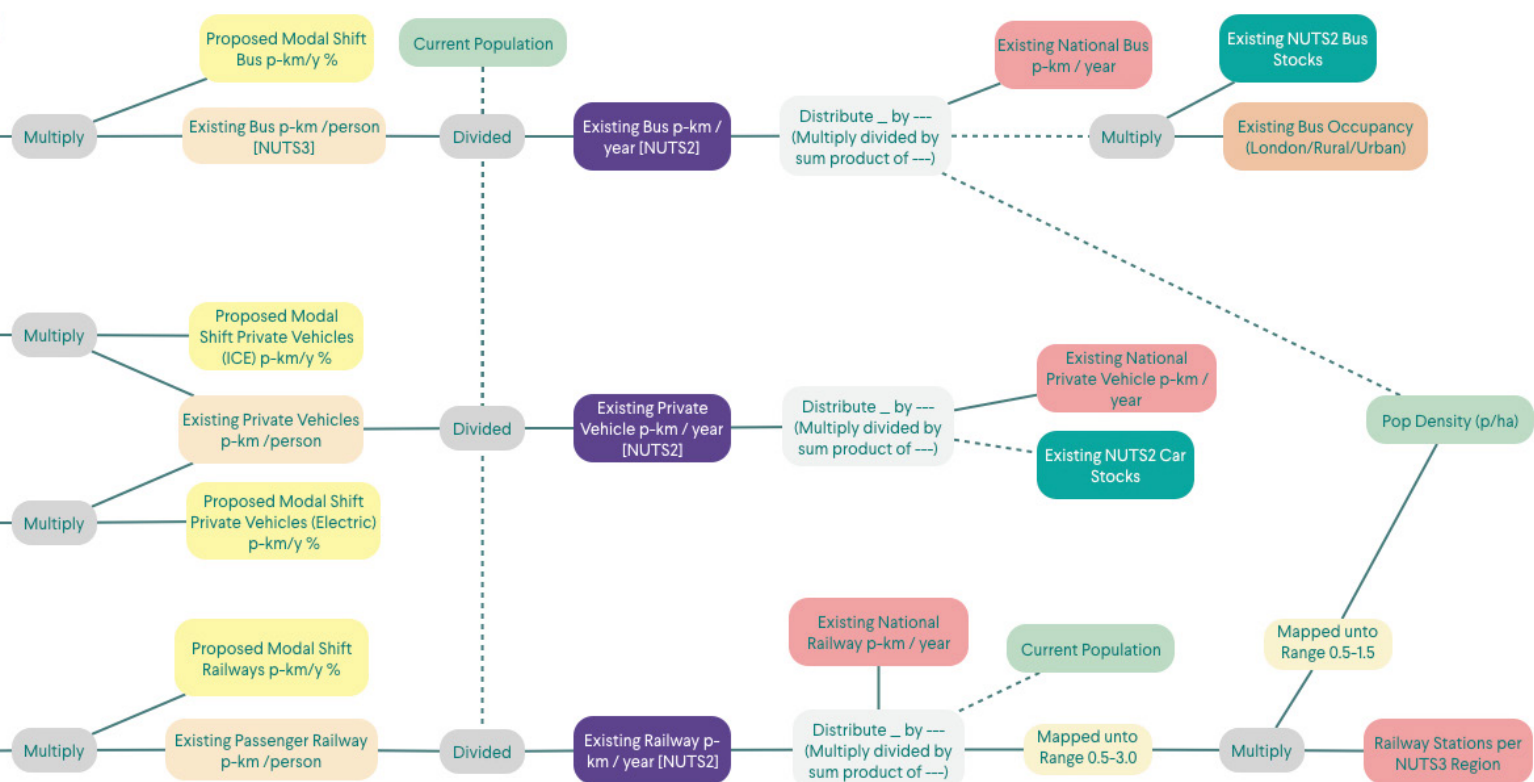 Proposed Modal Shift
Bus p-km/y %
Current Population
Existing National Bus
p-km / year
Existing NUTS2 Bus
Stocks
Multiply
Existing Bus p-km /person
[NUTS3]
Divided
Existing Bus p-km /
year [NUTS2]
Distribute _ by ---
(Multiply divided by
sum product of ---)
Multiply
Existing Bus Occupancy
(London/Rural/Urban)
Multiply
Proposed Modal
Shift Private Vehicles
(ICE) p-km/y %
Existing Private Vehicles
p-km /person
Divided
Existing Private
Vehicle p-km / year
[NUTS2]
Distribute _ by ---
(Multiply divided by
sum product of ---)
Existing National
Private Vehicle p-km /
year
Existing NUTS2 Car
Stocks
Pop Density (p/ha)
Multiply
Proposed Modal Shift
Private Vehicles (Electric)
p-km/y %
Proposed Modal Shift
Railways p-km/y %
Existing National
Railway p-km / year
Current Population
Mapped unto
Range 0.5-1.5
Multiply
Existing Passenger Railway
p-km /person
Divided
Existing Railway p-
km / year [NUTS2]
Distribute _ by ---
(Multiply divided by
sum product of ---)
Mapped unto
Range 0.5-3.0
Multiply
Railway Stations per
NUTS3 Region